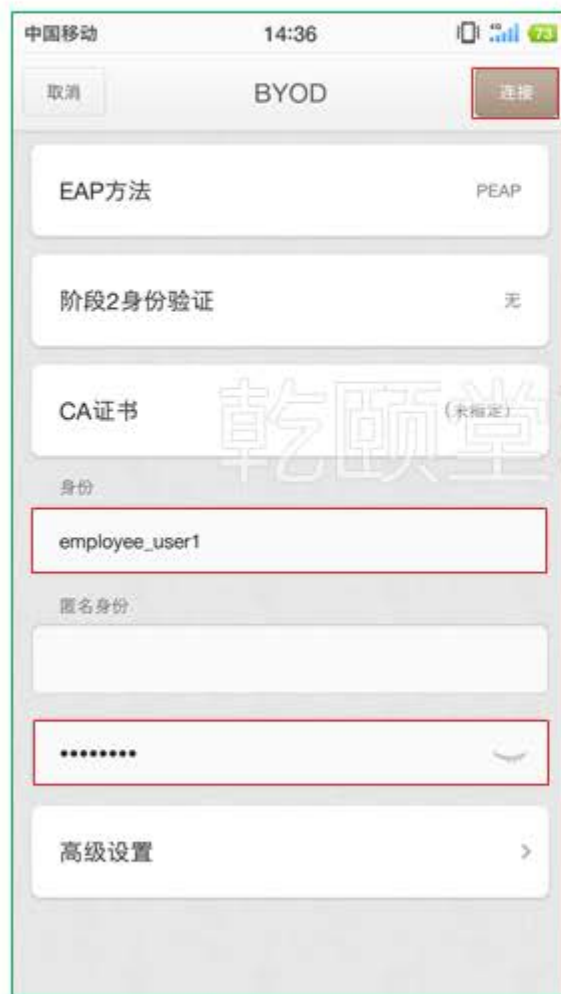 中国移动 14:36 4G 73
取消 BYOD 连接
EAP方法 PEAP
阶段2身份验证 无
CA证书 (未指定)
乾颐堂
身份
employee_user1
匿名身份
•••••••••
高级设置